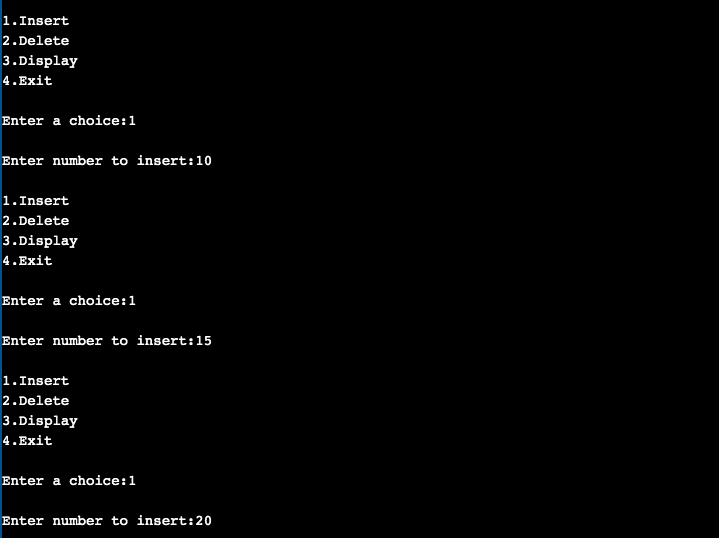 1.Insert
2.Delete
3.Display
4.Exit
Enter a choice:1
Enter number to insert:10
1.Insert
2.Delete
3.Display
4.Exit
Enter a choice:1
Enter number to insert:15
1.Insert
2.Delete
3.Display
4.Exit
Enter a choice:1
Enter number to insert:20